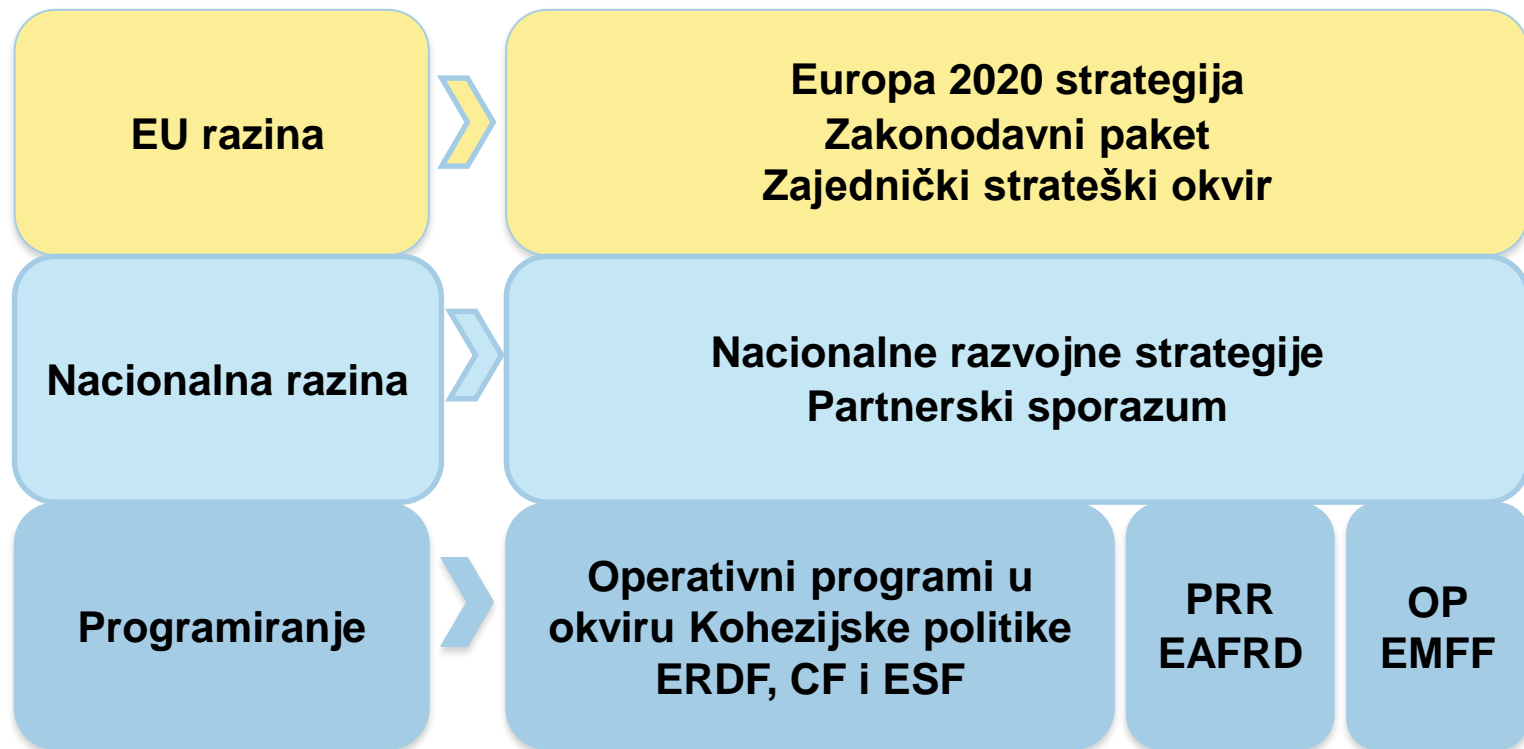 EU razina
Europa 2020 strategija
Zakonodavni paket
Zajednički strateški okvir
Nacionalna razina
Nacionalne razvojne strategije
Partnerski sporazum
Programiranje
Operativni programi u
okviru Kohezijske politike
ERDF, CF i ESF
PRR
EAFRD
OP
EMFF